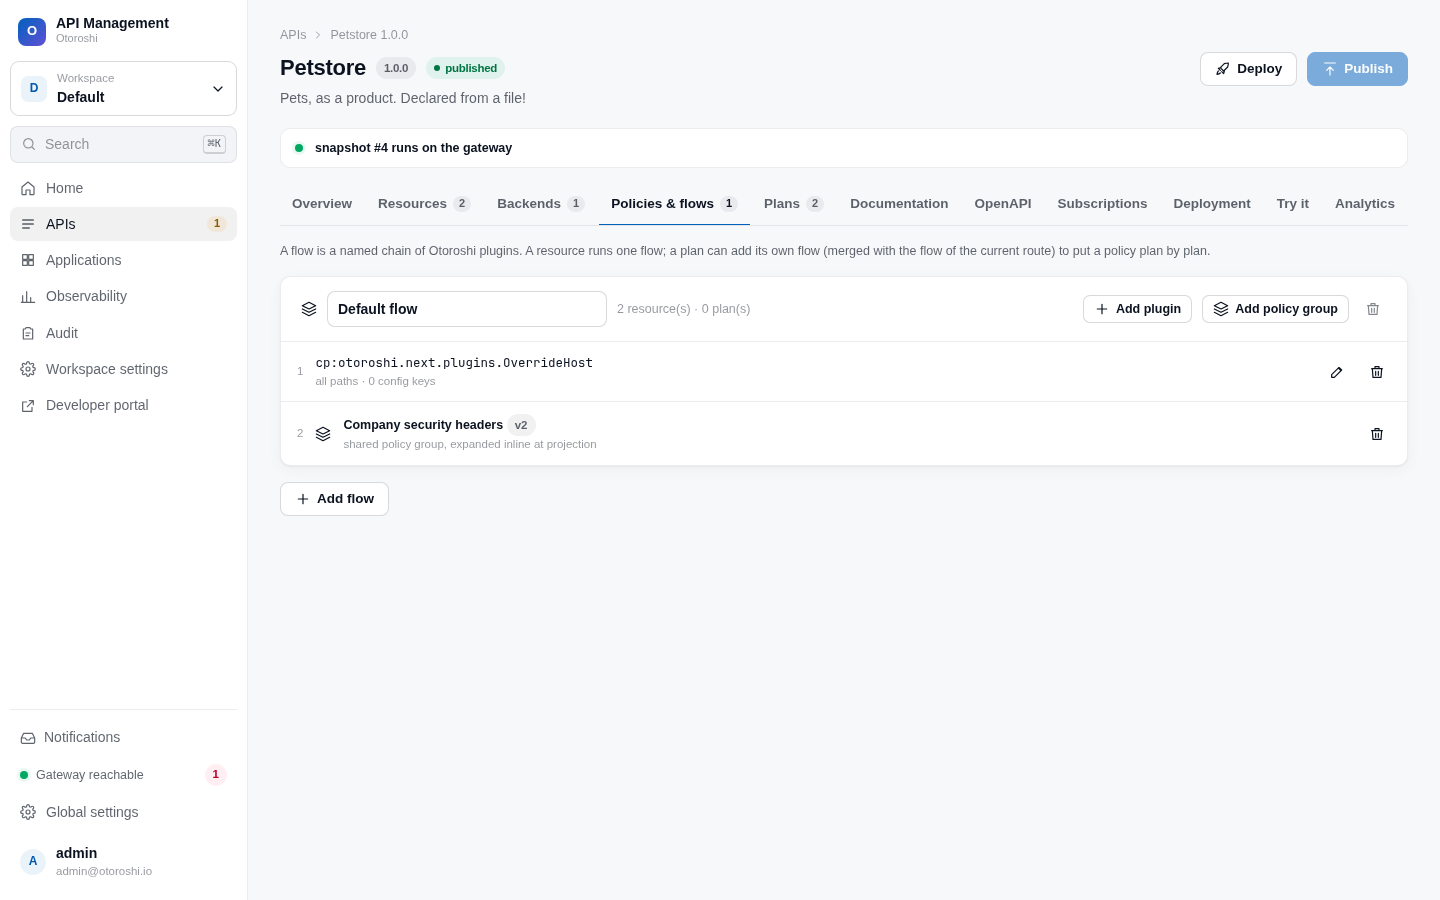 O
API Management
Otoroshi
D
Workspace
Default
Search
⌘K
Home
APIs
1
Applications
Observability
Audit
Workspace settings
Developer portal
Notifications
Gateway reachable
1
Global settings
A
admin
admin@otoroshi.io
APIs
Petstore 1.0.0
Petstore
1.0.0
published
Deploy
Publish
Pets, as a product. Declared from a file!
snapshot #4 runs on the gateway
Overview
Resources 2
Backends 1
Policies & flows 1
Plans 2
Documentation
OpenAPI
Subscriptions
Deployment
Try it
Analytics
A flow is a named chain of Otoroshi plugins. A resource runs one flow; a plan can add its own flow (merged with the flow of the current route) to put a policy plan by plan.
Default flow
2 resource(s) · 0 plan(s)
Add plugin
Add policy group
1
cp:otoroshi.next.plugins.OverrideHost
all paths · 0 config keys
2
Company security headers v2
shared policy group, expanded inline at projection
Add flow